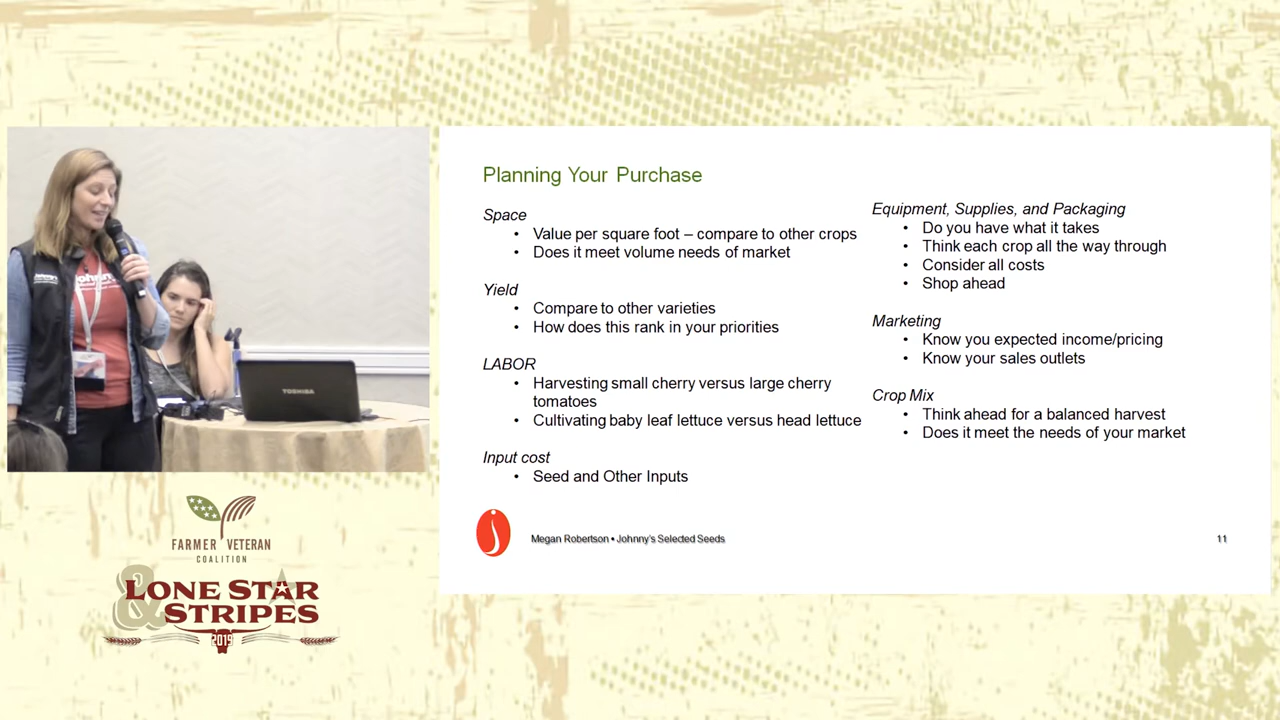 Planning Your Purchase
Space
• Value per square foot – compare to other crops
• Does it meet volume needs of market
Yield
• Compare to other varieties
• How does this rank in your priorities
LABOR
• Harvesting small cherry versus large cherry
tomatoes
• Cultivating baby leaf lettuce versus head lettuce
Input cost
• Seed and Other Inputs
Equipment, Supplies, and Packaging
• Do you have what it takes
• Think each crop all the way through
• Consider all costs
• Shop ahead
Marketing
• Know you expected income/pricing
• Know your sales outlets
Crop Mix
• Think ahead for a balanced harvest
• Does it meet the needs of your market
Megan Robertson • Johnny's Selected Seeds
11
TOSHIBA
FARMER VETERAN
COALITION
LONE STAR
& STRIPES
2019